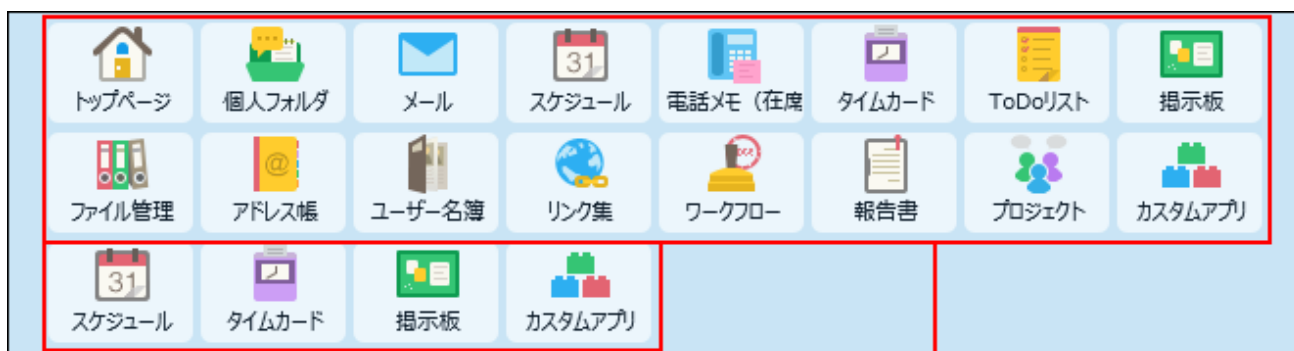 トップページ
個人フォルダ
メール
31
スケジュール
電話メモ（在席
タイムカード
ToDoリスト
掲示板
ファイル管理
@
アドレス帳
ユーザー名簿
リンク集
ワークフロー
報告書
プロジェクト
カスタムアプリ
31
スケジュール
タイムカード
掲示板
カスタムアプリ